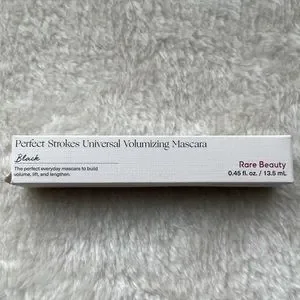 Perfect Strokes Universal Volumizing Mascara
Black
The perfect everyday mascara to build
volume, lift, and lengthen.
Rare Beauty
0.45 fl. oz. / 13.5 mL